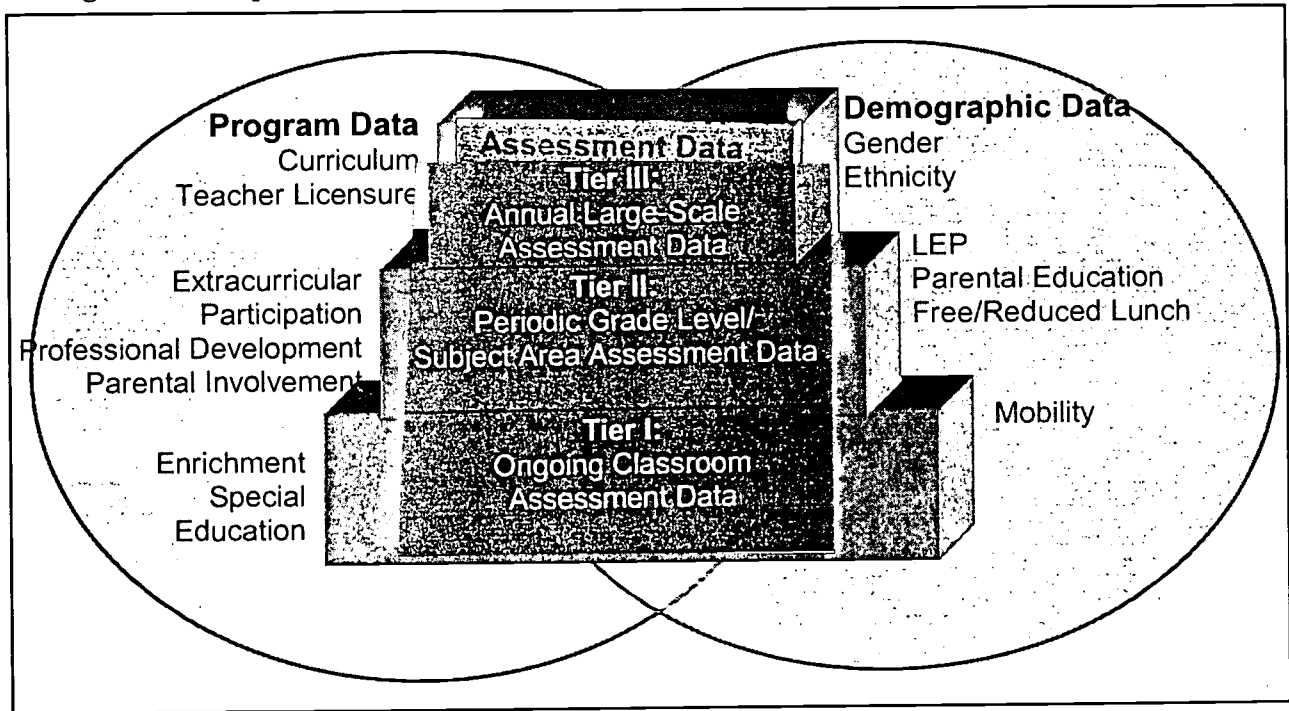 Program Data
Curriculum
Teacher Licensure
Extracurricular
Participation
Professional Development
Parental Involvement
Enrichment
Special
Education
Assessment Data
Tier III:
Annual Large-Scale
Assessment Data
Tier II:
Periodic Grade Level/
Subject Area Assessment Data
Tier I:
Ongoing Classroom
Assessment Data
Demographic Data
Gender
Ethnicity
LEP
Parental Education
Free/Reduced Lunch
Mobility